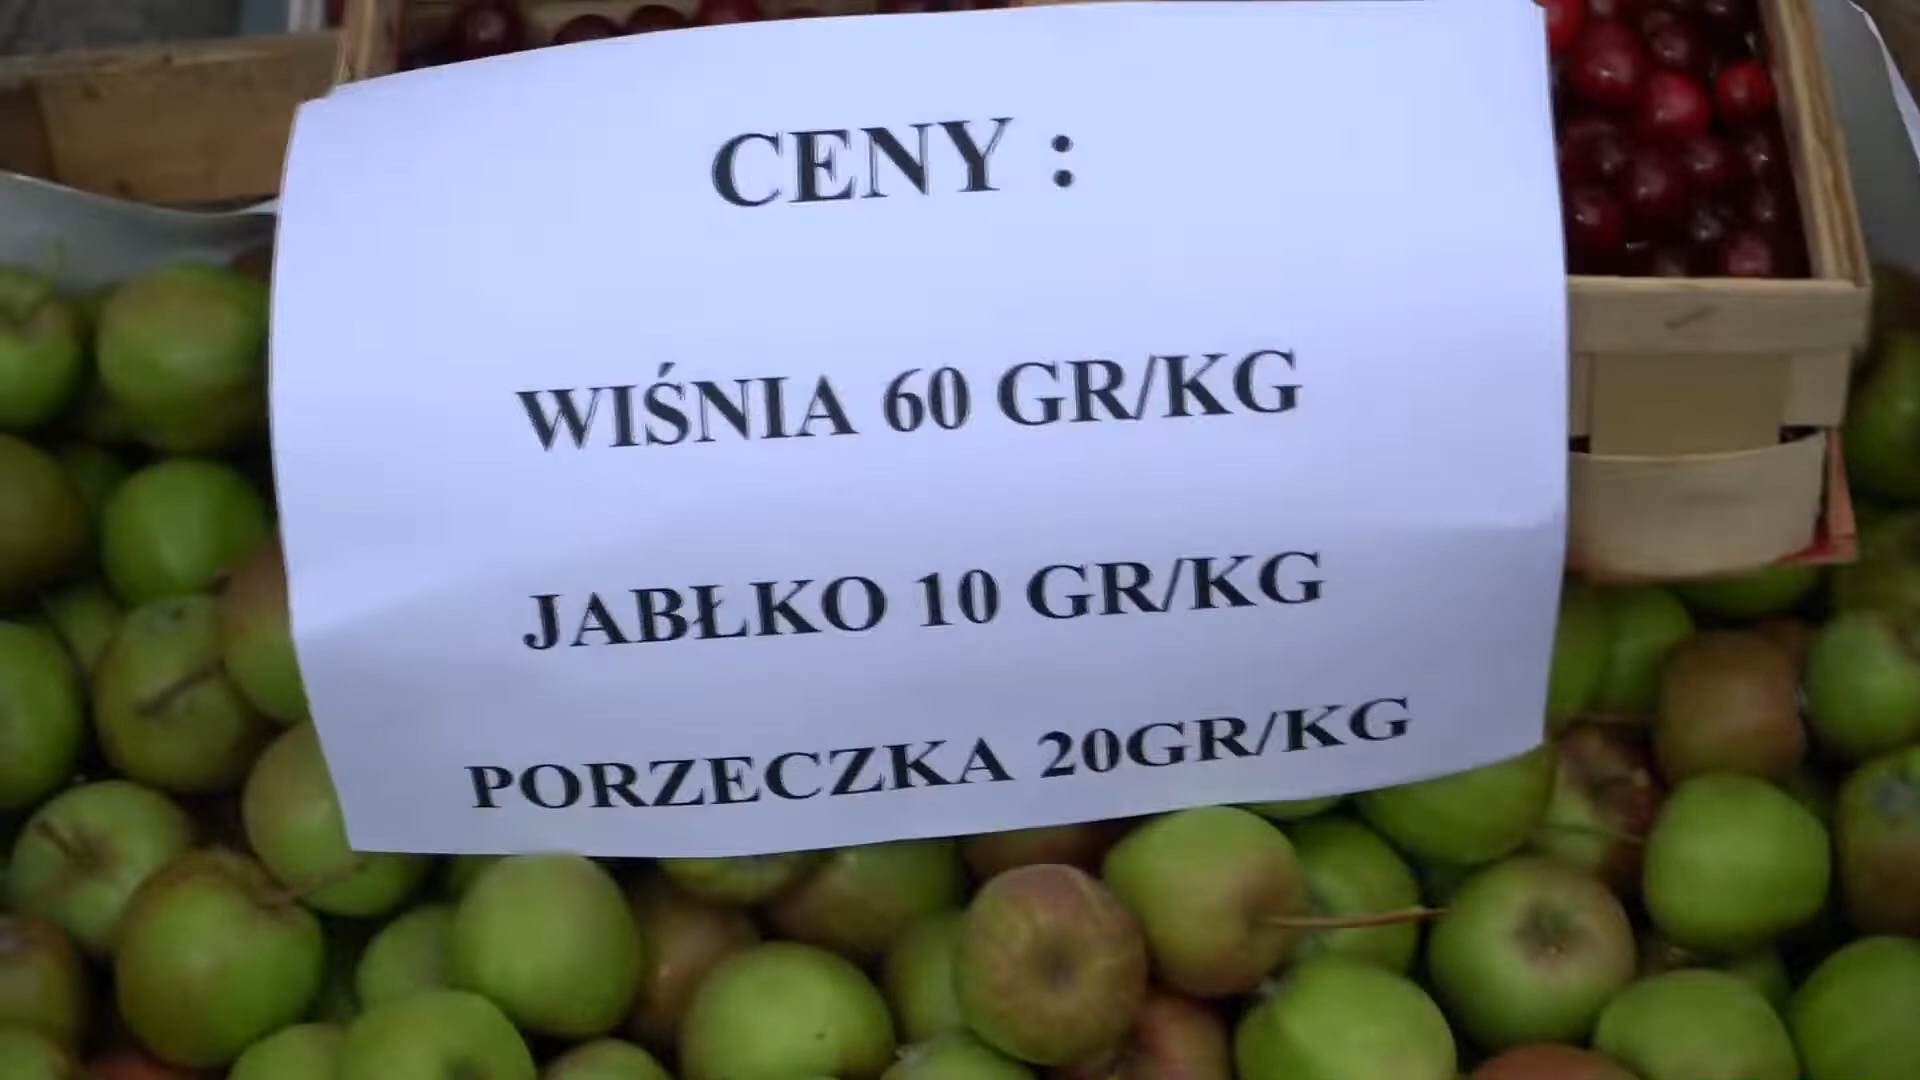 CENY :
WIŚNIA 60 GR/KG
JABŁKO 10 GR/KG
PORZECZKA 20GR/KG